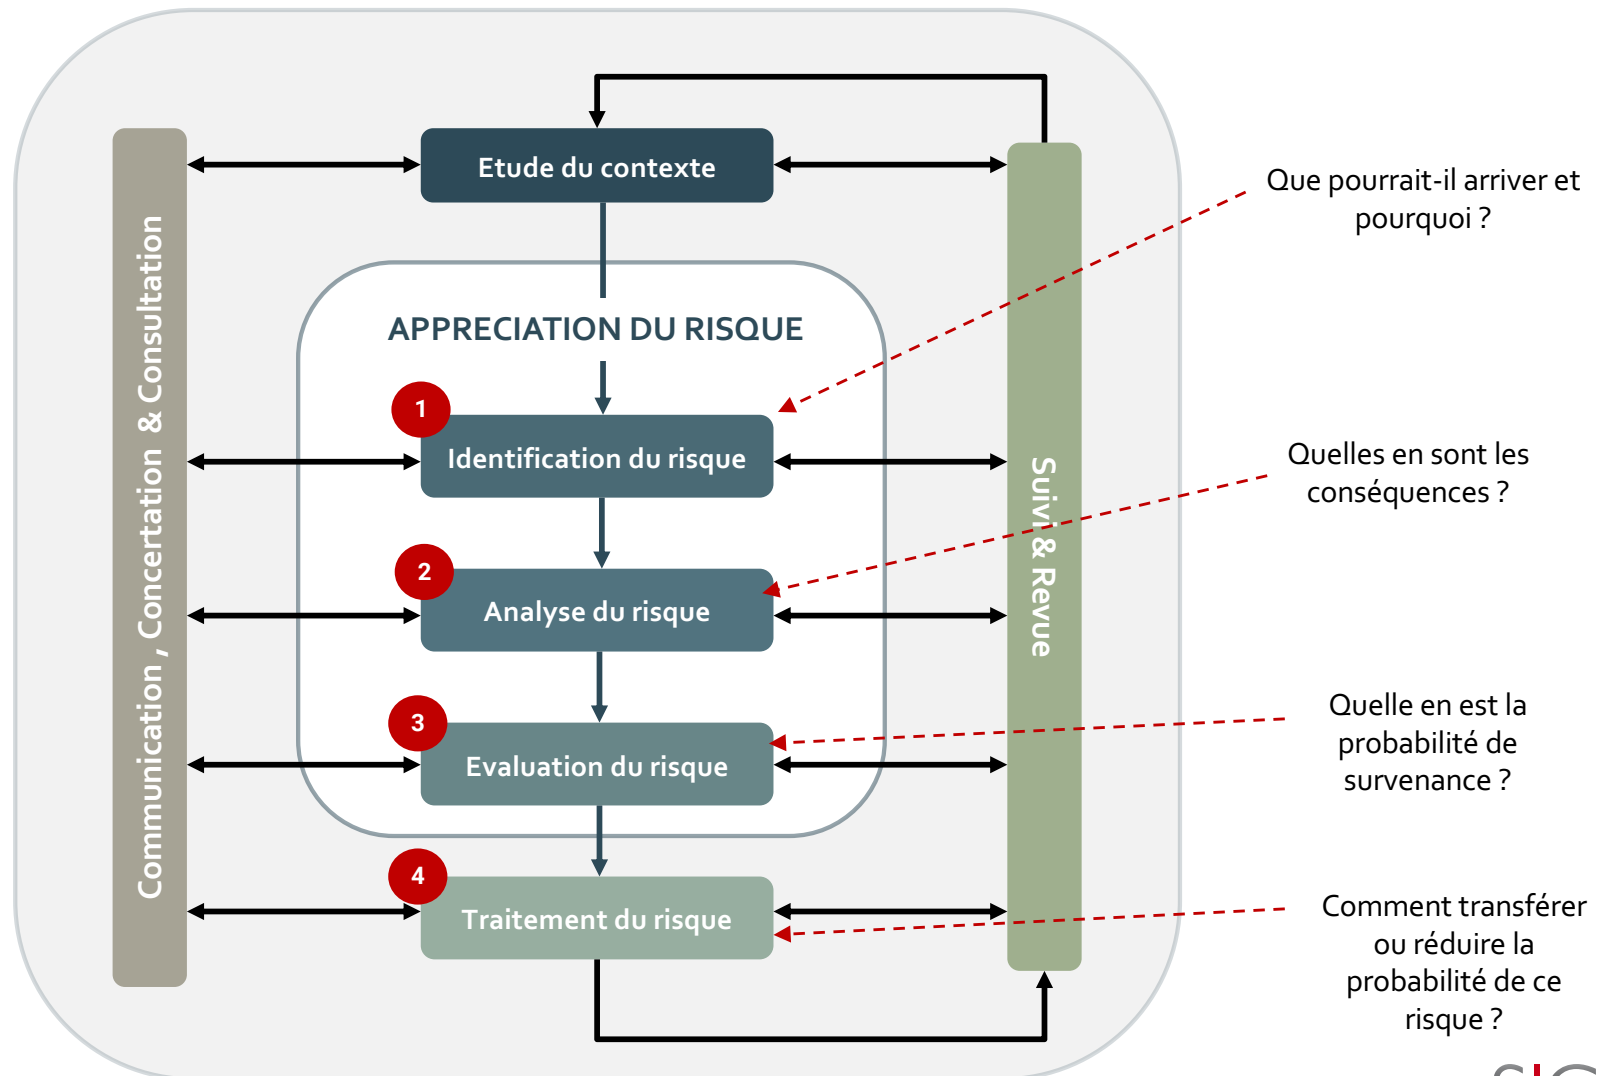 Etude du contexte
Que pourrait-il arriver et
pourquoi ?
Communication , Concertation & Consultation
APPRECIATION DU RISQUE
1
Identification du risque
Suivi & Revue
Quelles en sont les
conséquences ?
2
Analyse du risque
3
Evaluation du risque
Quelle en est la
probabilité de
survenance ?
4
Traitement du risque
Comment transférer
ou réduire la
probabilité de ce
risque ?